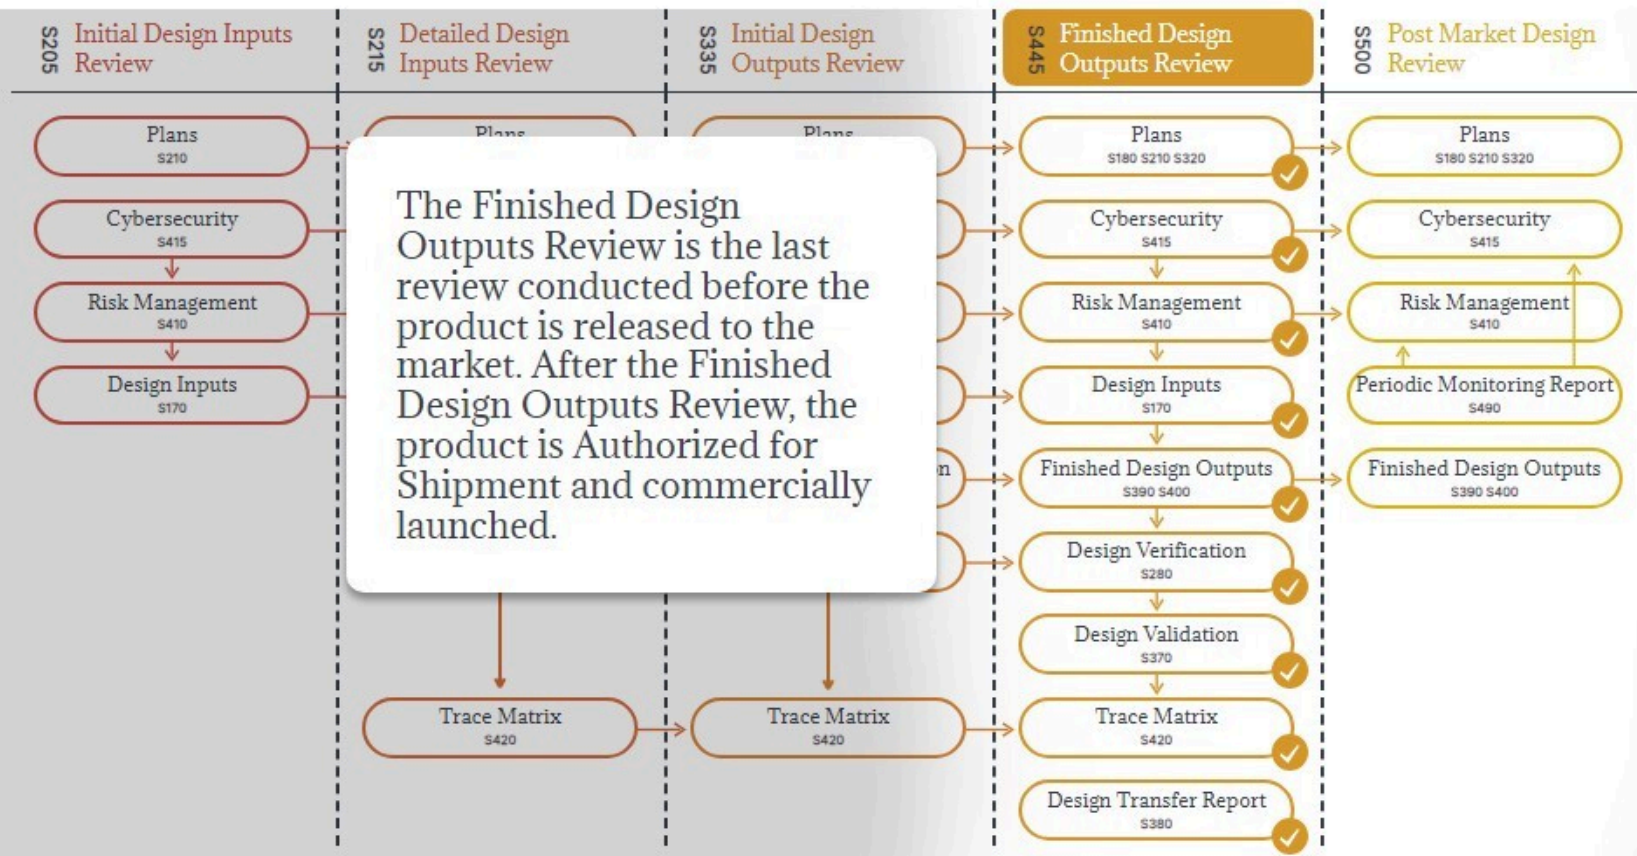 S205
Initial Design Inputs
Review
S215
Detailed Design
Inputs Review
S335
Initial Design
Outputs Review
S445
Finished Design
Outputs Review
S500
Post Market Design
Review
Plans
S210
Cybersecurity
S415
Risk Management
S410
Design Inputs
S170
Plans
Plans
The Finished Design
Outputs Review is the last
review conducted before the
product is released to the
market. After the Finished
Design Outputs Review, the
product is Authorized for
Shipment and commercially
launched.
Trace Matrix
S420
Trace Matrix
S420
Plans
S180 S210 S320
Cybersecurity
S415
Risk Management
S410
Design Inputs
S170
Finished Design Outputs
S390 S400
Design Verification
S280
Design Validation
S370
Trace Matrix
S420
Design Transfer Report
S380
Plans
S180 S210 S320
Cybersecurity
S415
Risk Management
S410
Periodic Monitoring Report
S490
Finished Design Outputs
S390 S400